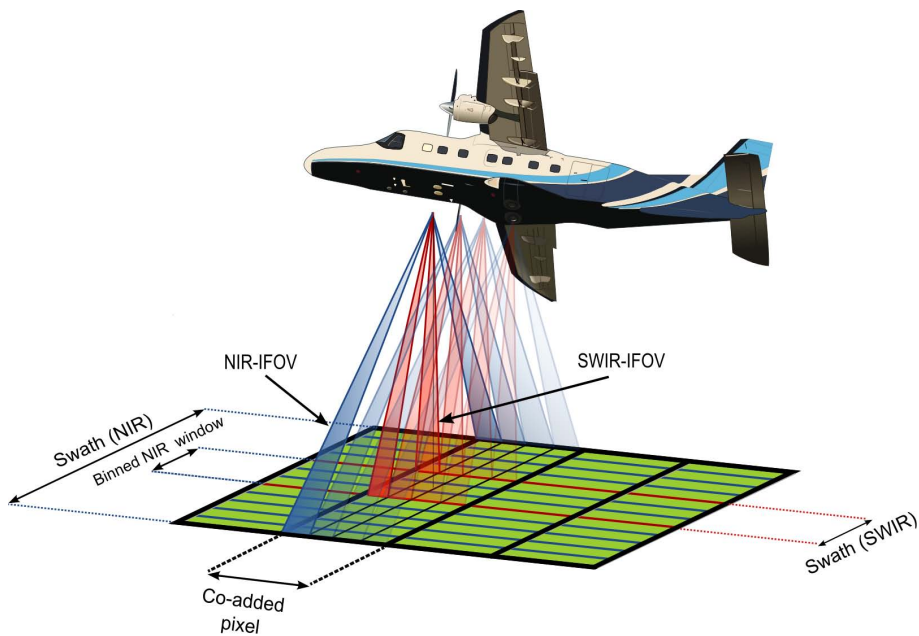 NIR-IFOV
SWIR-IFOV
Swath (NIR)
Binned NIR window
Swath (SWIR)
Co-added
pixel